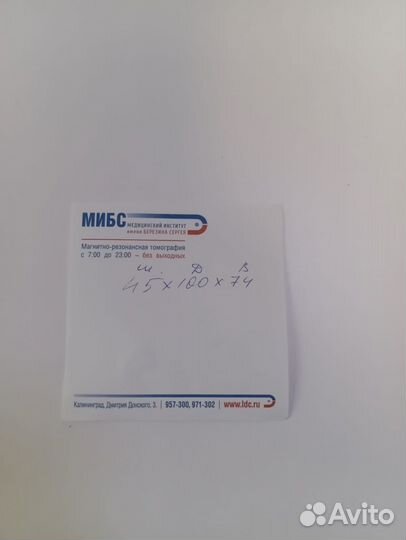 МИБС МЕДИЦИНСКИЙ ИНСТИТУТ
имени БЕРЕЗИНА СЕРГЕЯ
Магнитно-резонансная томография
с 7:00 до 23:00 – без выходных
Ш. Д В
45 x 100 x 74
Калининград, Дмитрия Донского, 3. | 957-300, 971-302 | www.ldc.ru
Avito